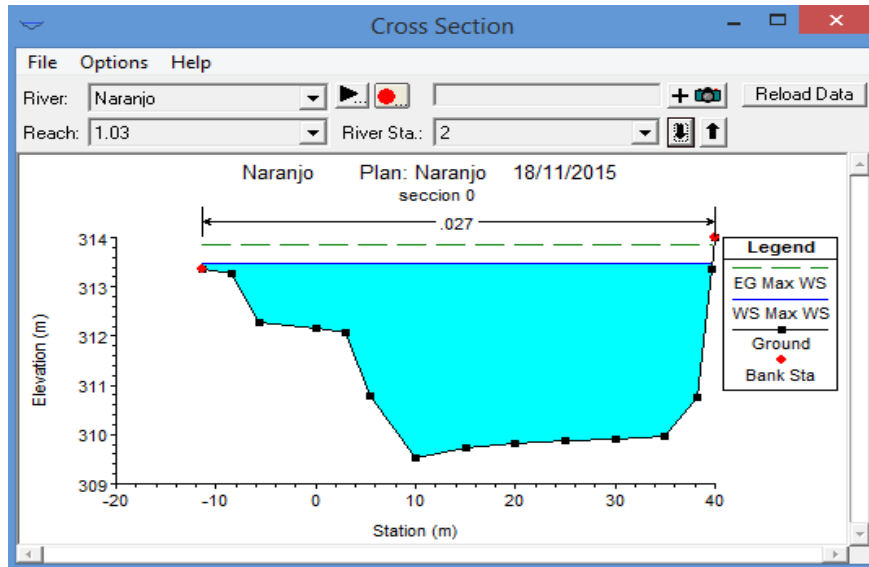 Cross Section
File Options Help
River: Naranjo Reload Data
Reach: 1.03 River Sta.: 2
Naranjo Plan: Naranjo 18/11/2015
seccion 0
.027
314
313
312
311
310
309
Elevation (m)
-20 -10 0 10 20 30 40
Station (m)
Legend
EG Max WS
WS Max WS
Ground
Bank Sta